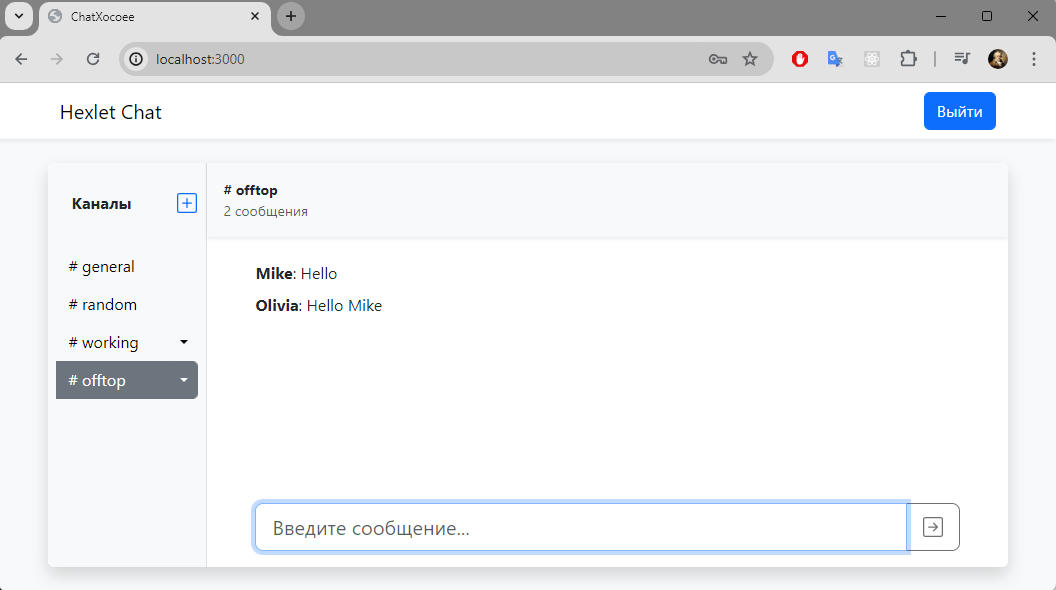 ChatXocoee
localhost:3000
Hexlet Chat
Выйти
Каналы
# general
# random
# working
# offtop
# offtop
2 сообщения
Mike: Hello
Olivia: Hello Mike
Введите сообщение...